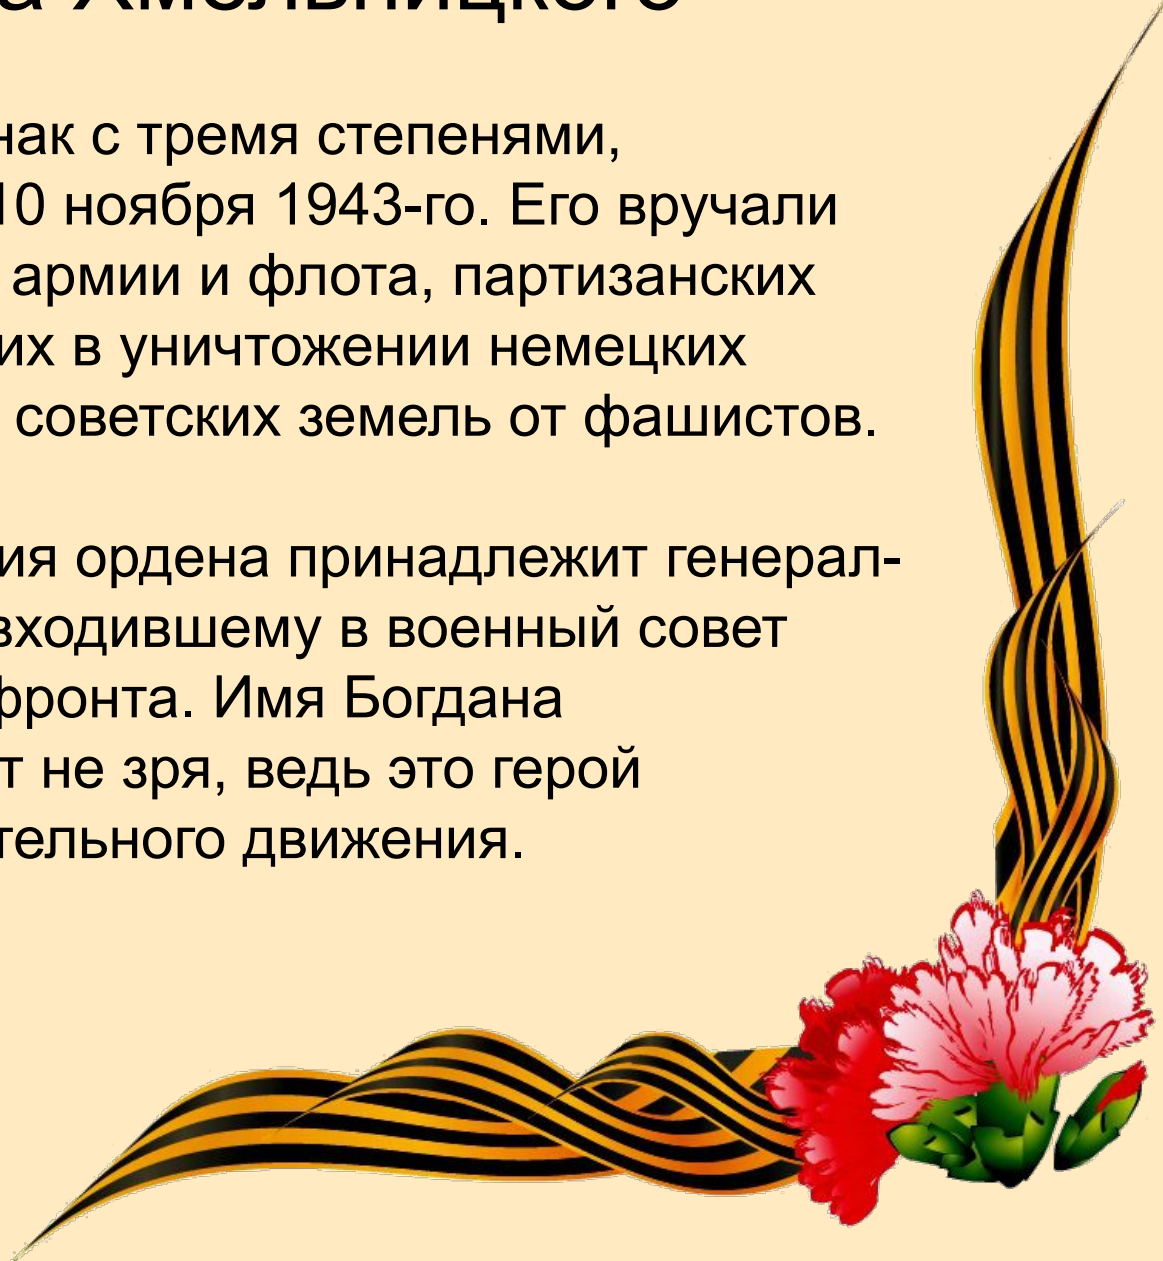 а Хмельницкого
нак с тремя степенями,
10 ноября 1943-го. Его вручали
армии и флота, партизанских
их в уничтожении немецких
советских земель от фашистов.
ия ордена принадлежит генерал-
входившему в военный совет
фронта. Имя Богдана
т не зря, ведь это герой
тельного движения.